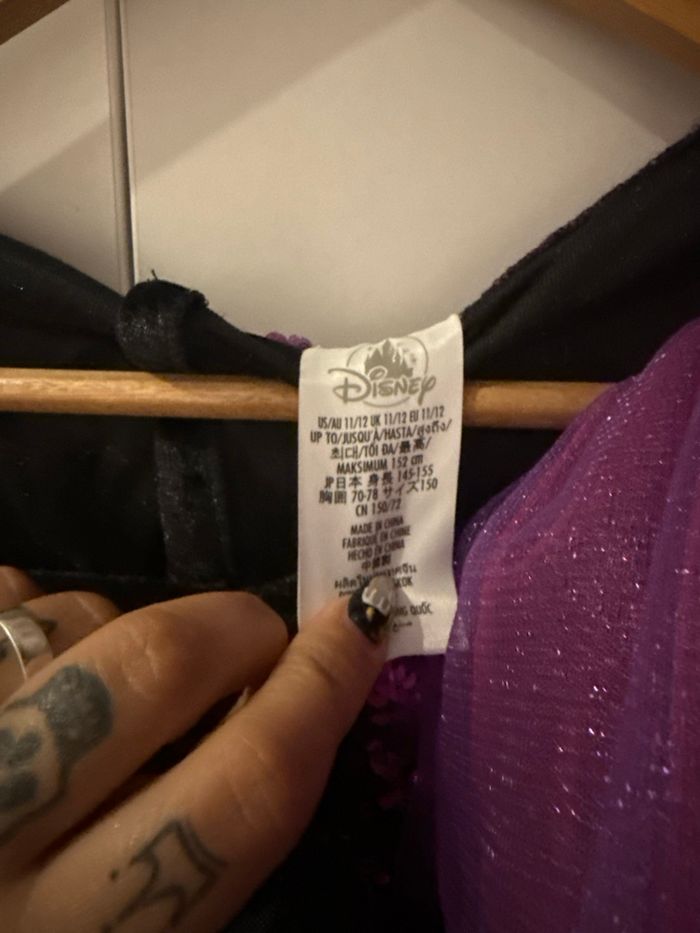 DISNEY
US/AU 11/12 UK 11/12 EU 11/12
UP TO/JUSQU'À/HASTA/สูงถึง/
최대/TỐI ĐA/最高/
MAKSIMUM 152 cm
JP日本 身長 145-155
胸囲 70-78 サイズ150
CN 150/72
MADE IN CHINA
FABRIQUÉ EN CHINE
HECHO EN CHINA
中國製
QUỐC